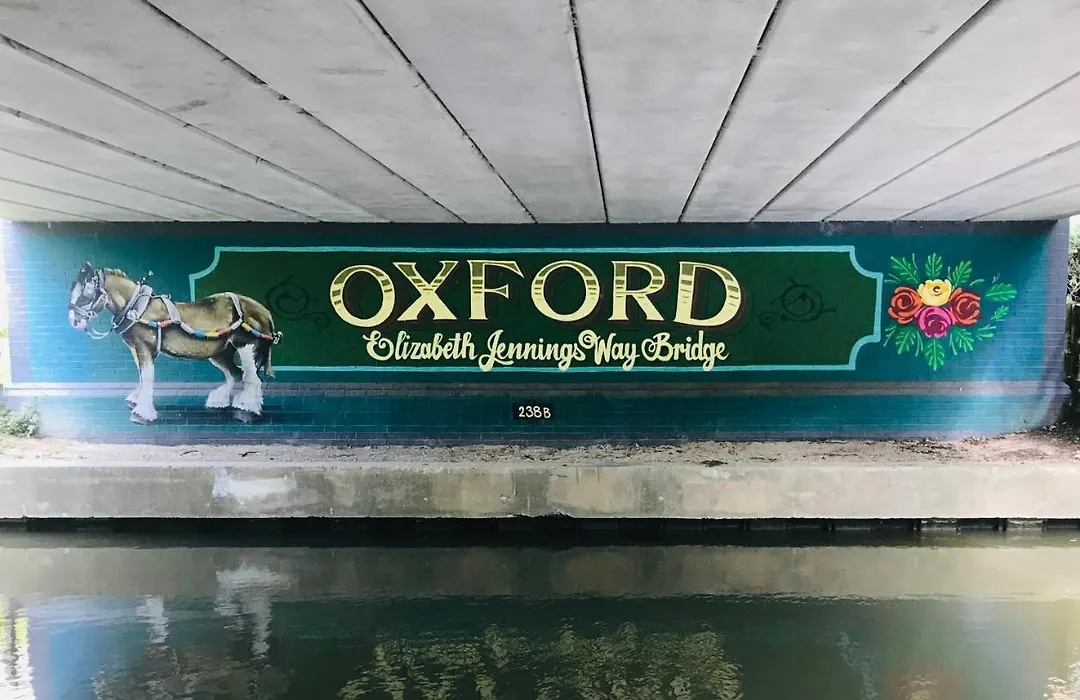 OXFORD
Elizabeth Jennings Way Bridge
238B